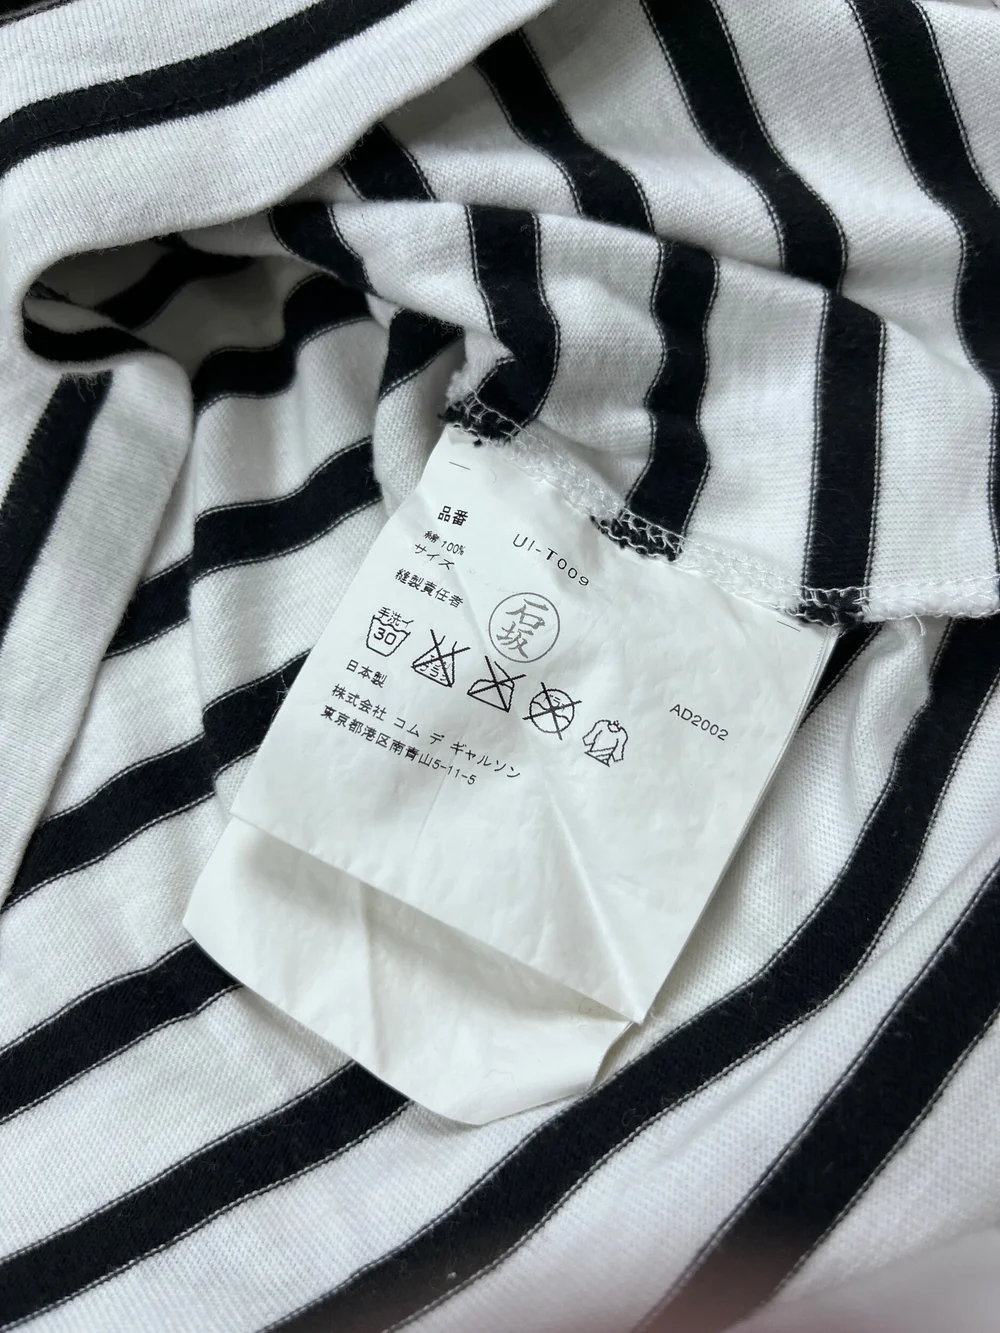 品番 UI-T009
綿 100%
サイズ
縫製責任者 石坂
手洗イ
30
日本製
株式会社 コム デ ギャルソン
東京都港区南青山5-11-5
AD2002